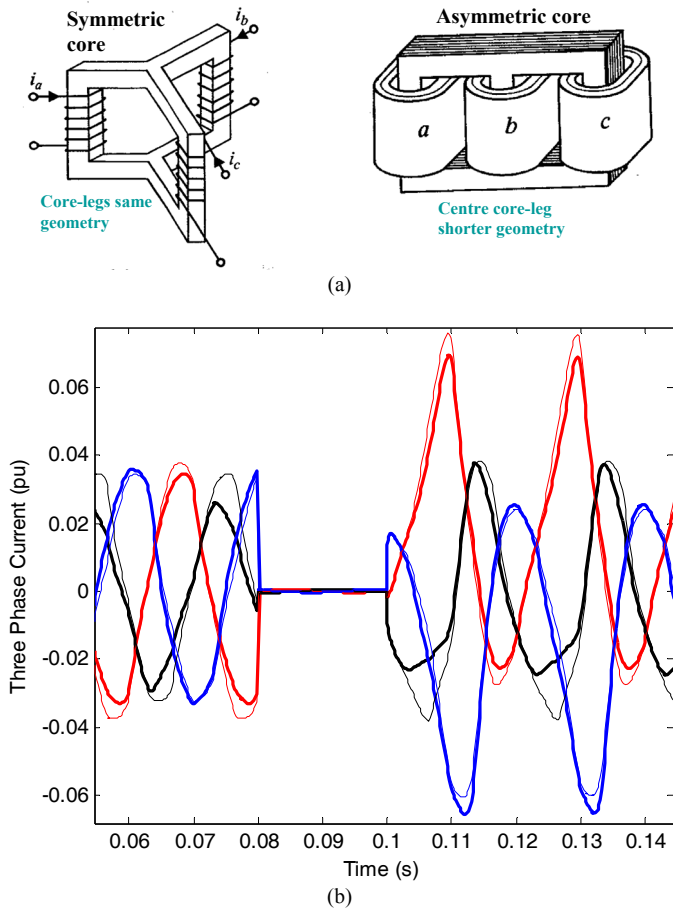 Symmetric
core
i_b
i_a
i_c
Core-legs same
geometry
Asymmetric core
a
b
c
Centre core-leg
shorter geometry
(a)
Three Phase Current (pu)
0.06
0.04
0.02
0
-0.02
-0.04
-0.06
0.06 0.07 0.08 0.09 0.1 0.11 0.12 0.13 0.14
Time (s)
(b)